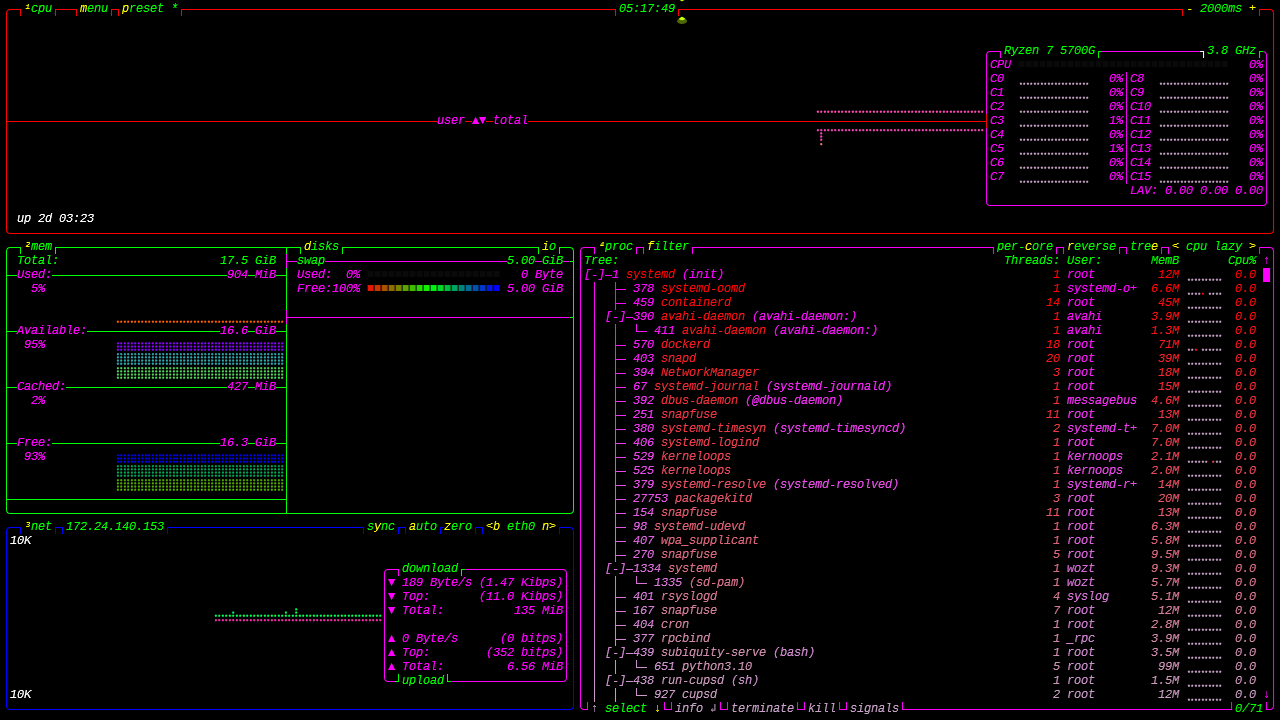 ¹cpu menu preset * 05:17:49 - 2000ms +
Ryzen 7 5700G 3.8 GHz
CPU 0%
C0 0% C8 0%
C1 0% C9 0%
C2 0% C10 0%
C3 1% C11 0%
C4 0% C12 0%
C5 1% C13 0%
C6 0% C14 0%
C7 0% C15 0%
LAV: 0.00 0.00 0.00
user ▲▼ total
up 2d 03:23
²mem
Total: 17.5 GiB
Used: 904 MiB
5%
Available: 16.6 GiB
95%
Cached: 427 MiB
2%
Free: 16.3 GiB
93%
disks io
swap 5.00 GiB
Used: 0% 0 Byte
Free:100% 5.00 GiB
³net 172.24.140.153 sync auto zero <b eth0 n>
10K
download
▼ 189 Byte/s (1.47 Kibps)
▼ Top: (11.0 Kibps)
▼ Total: 135 MiB
▲ 0 Byte/s (0 bitps)
▲ Top: (352 bitps)
▲ Total: 6.56 MiB
upload
10K
⁴proc filter per-core reverse tree < cpu lazy >
Tree: Threads: User: MemB Cpu% ↑
[-]─1 systemd (init) 1 root 12M 0.0
├─ 378 systemd-oomd 1 systemd-o+ 6.6M 0.0
├─ 459 containerd 14 root 45M 0.0
[-]─390 avahi-daemon (avahi-daemon:) 1 avahi 3.9M 0.0
└─ 411 avahi-daemon (avahi-daemon:) 1 avahi 1.3M 0.0
├─ 570 dockerd 18 root 71M 0.0
├─ 403 snapd 20 root 39M 0.0
├─ 394 NetworkManager 3 root 18M 0.0
├─ 67 systemd-journal (systemd-journald) 1 root 15M 0.0
├─ 392 dbus-daemon (@dbus-daemon) 1 messagebus 4.6M 0.0
├─ 251 snapfuse 11 root 13M 0.0
├─ 380 systemd-timesyn (systemd-timesyncd) 2 systemd-t+ 7.0M 0.0
├─ 406 systemd-logind 1 root 7.0M 0.0
├─ 529 kerneloops 1 kernoops 2.1M 0.0
├─ 525 kerneloops 1 kernoops 2.0M 0.0
├─ 379 systemd-resolve (systemd-resolved) 1 systemd-r+ 14M 0.0
├─ 27753 packagekitd 3 root 20M 0.0
├─ 154 snapfuse 11 root 13M 0.0
├─ 98 systemd-udevd 1 root 6.3M 0.0
├─ 407 wpa_supplicant 1 root 5.8M 0.0
├─ 270 snapfuse 5 root 9.5M 0.0
[-]─1334 systemd 1 wozt 9.3M 0.0
└─ 1335 (sd-pam) 1 wozt 5.7M 0.0
├─ 401 rsyslogd 4 syslog 5.1M 0.0
├─ 167 snapfuse 7 root 12M 0.0
├─ 404 cron 1 root 2.8M 0.0
├─ 377 rpcbind 1 _rpc 3.9M 0.0
[-]─439 subiquity-serve (bash) 1 root 3.5M 0.0
└─ 651 python3.10 5 root 99M 0.0
[-]─438 run-cupsd (sh) 1 root 1.5M 0.0
└─ 927 cupsd 2 root 12M 0.0 ↓
↑ select ↓ info ↲ terminate kill signals 0/71